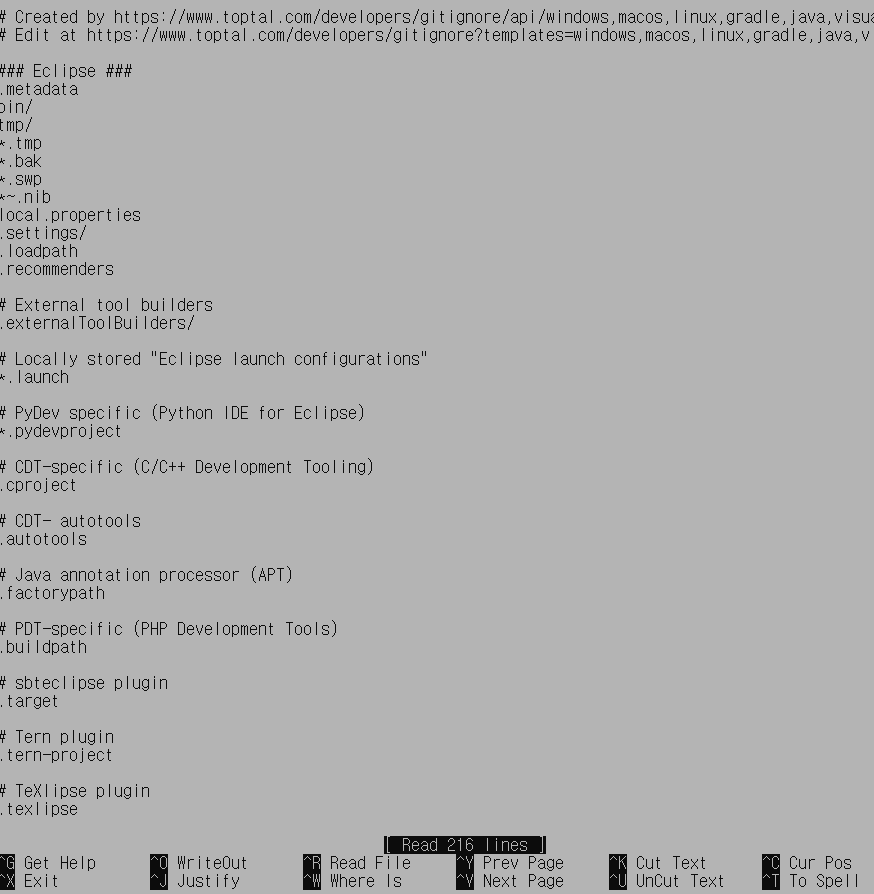 # Created by https://www.toptal.com/developers/gitignore/api/windows,macos,linux,gradle,java,visua
# Edit at https://www.toptal.com/developers/gitignore?templates=windows,macos,linux,gradle,java,v
### Eclipse ###
.metadata
bin/
tmp/
*.tmp
*.bak
*.swp
*~.nib
local.properties
.settings/
.loadpath
.recommenders
# External tool builders
.externalToolBuilders/
# Locally stored "Eclipse launch configurations"
*.launch
# PyDev specific (Python IDE for Eclipse)
*.pydevproject
# CDT-specific (C/C++ Development Tooling)
.cproject
# CDT- autotools
.autotools
# Java annotation processor (APT)
.factorypath
# PDT-specific (PHP Development Tools)
.buildpath
# sbteclipse plugin
.target
# Tern plugin
.tern-project
# TeXlipse plugin
.texlipse
[ Read 216 lines ]
^G Get Help ^O WriteOut ^R Read File ^Y Prev Page ^K Cut Text ^C Cur Pos
^X Exit ^J Justify ^W Where Is ^V Next Page ^U UnCut Text ^T To Spell